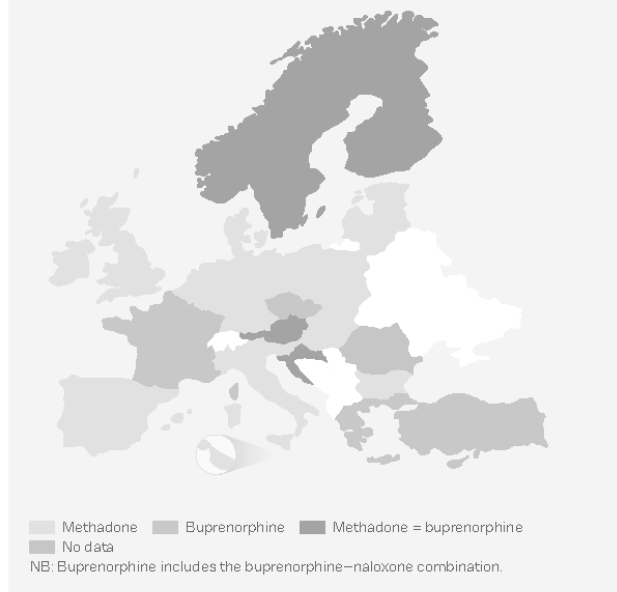 Methadone Buprenorphine Methadone = buprenorphine
No data
NB: Buprenorphine includes the buprenorphine–naloxone combination.